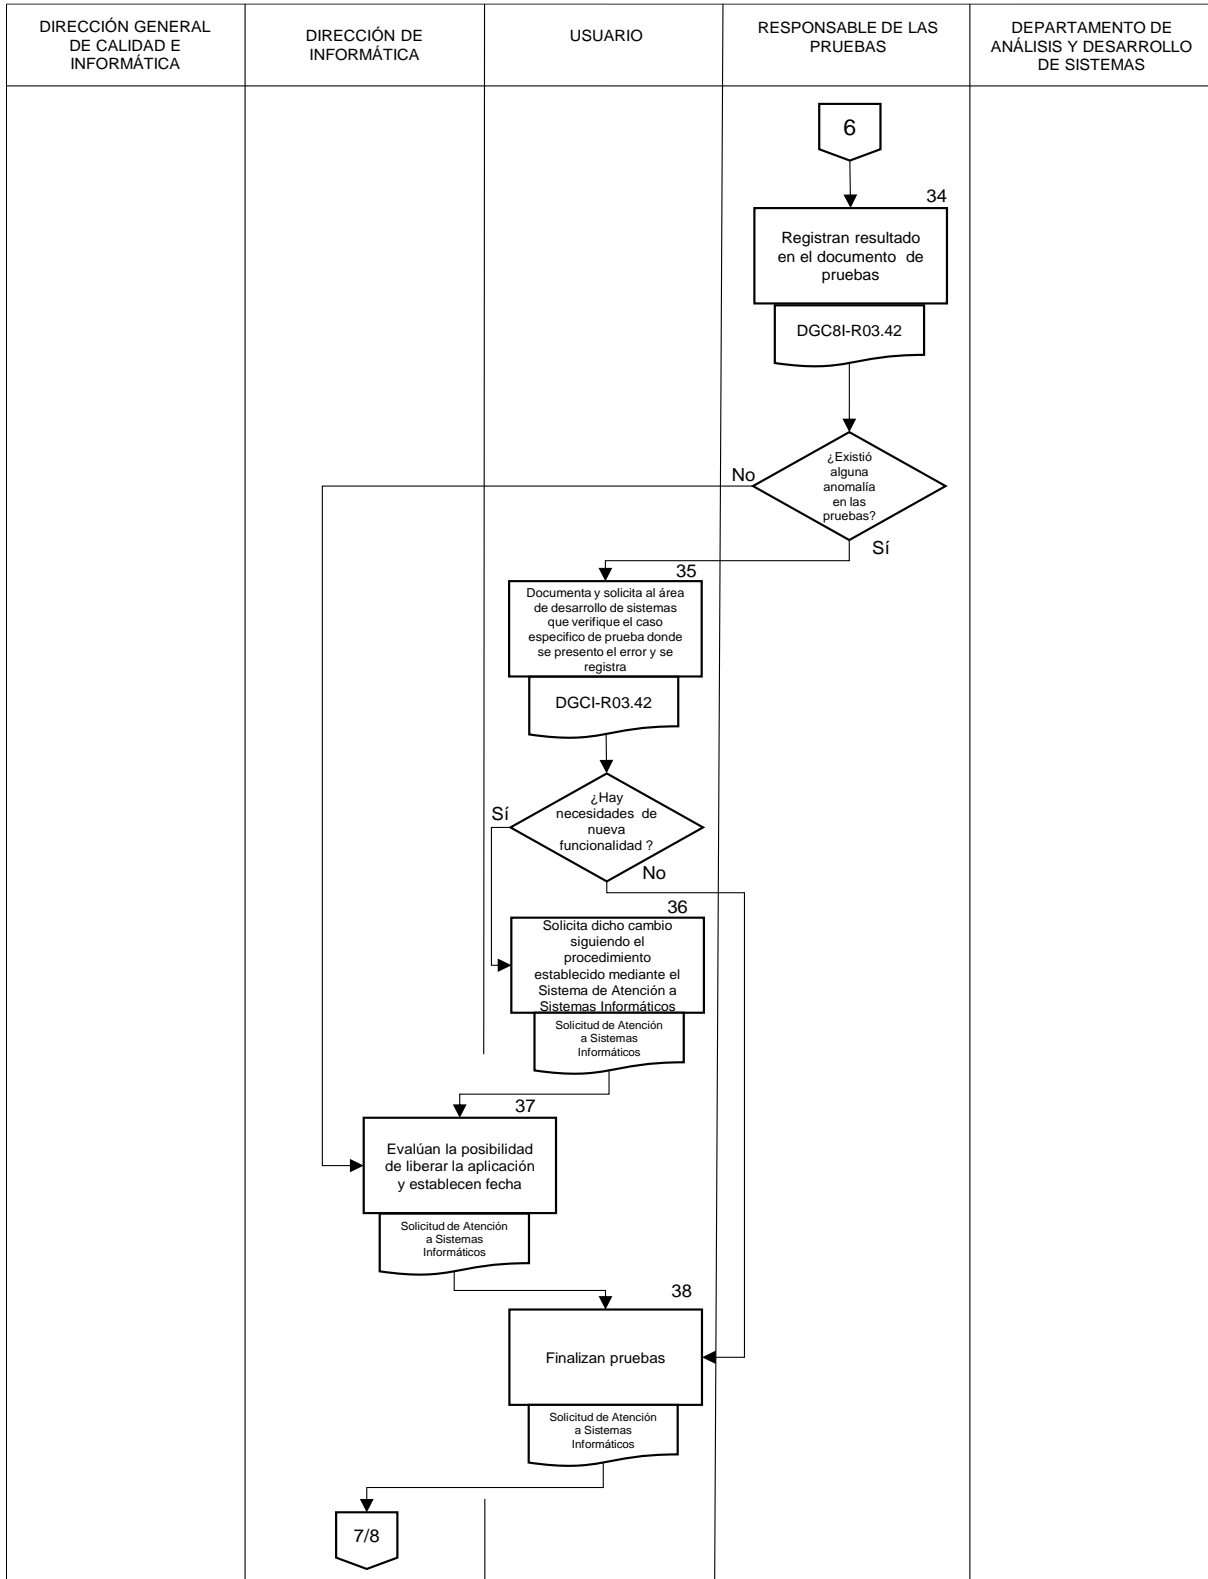 DIRECCIÓN GENERAL
DE CALIDAD E
INFORMÁTICA
DIRECCIÓN DE
INFORMÁTICA
USUARIO
RESPONSABLE DE LAS
PRUEBAS
DEPARTAMENTO DE
ANÁLISIS Y DESARROLLO
DE SISTEMAS
6
34
Registran resultado
en el documento de
pruebas
DGC8I-R03.42
¿Existió
alguna
anomalía
en las
pruebas?
No
Sí
35
Documenta y solicita al área
de desarrollo de sistemas
que verifique el caso
especifico de prueba donde
se presento el error y se
registra
DGCI-R03.42
¿Hay
necesidades de
nueva
funcionalidad ?
Sí
No
36
Solicita dicho cambio
siguiendo el
procedimiento
establecido mediante el
Sistema de Atención a
Sistemas Informáticos
Solicitud de Atención
a Sistemas
Informáticos
37
Evalúan la posibilidad
de liberar la aplicación
y establecen fecha
Solicitud de Atención
a Sistemas
Informáticos
38
Finalizan pruebas
Solicitud de Atención
a Sistemas
Informáticos
7/8